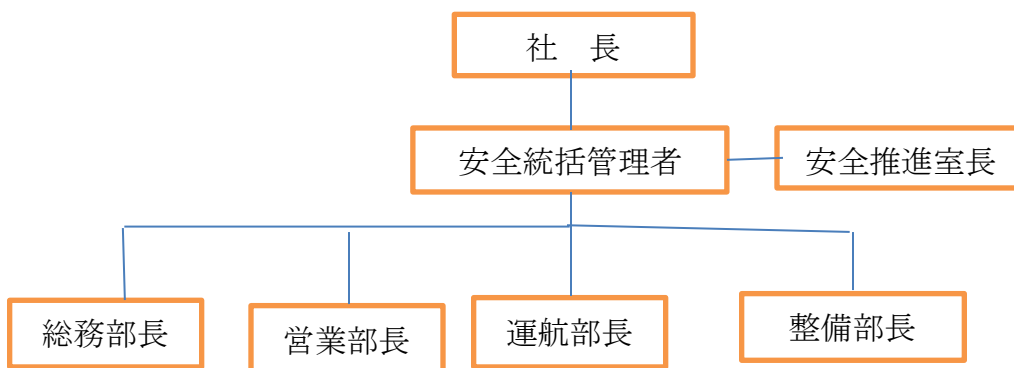 社　長
安全統括管理者
安全推進室長
総務部長
営業部長
運航部長
整備部長